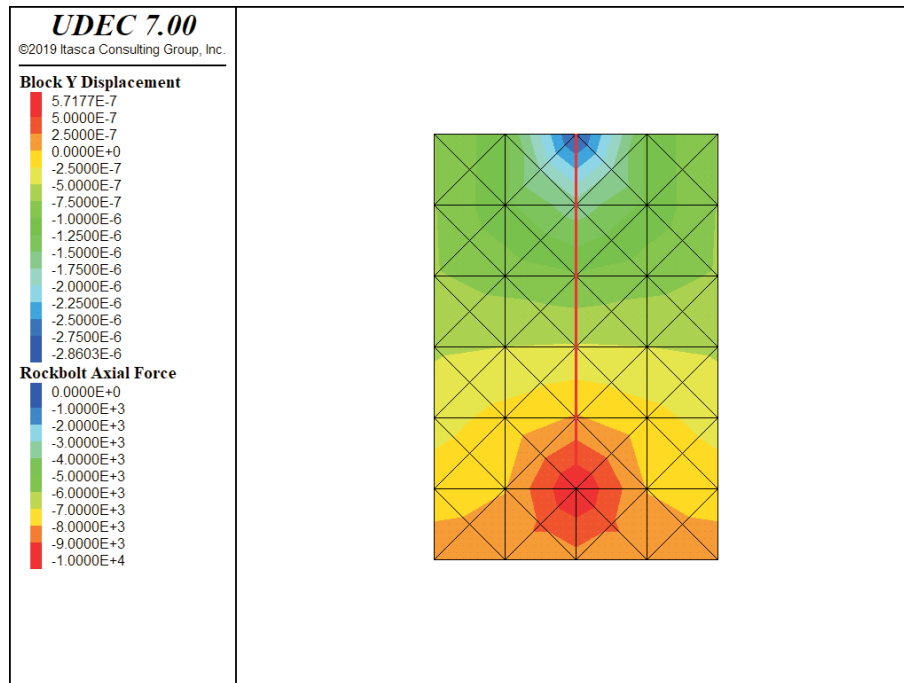 UDEC 7.00
©2019 Itasca Consulting Group, Inc.
Block Y Displacement
5.7177E-7
5.0000E-7
2.5000E-7
0.0000E+0
-2.5000E-7
-5.0000E-7
-7.5000E-7
-1.0000E-6
-1.2500E-6
-1.5000E-6
-1.7500E-6
-2.0000E-6
-2.2500E-6
-2.5000E-6
-2.7500E-6
-2.8603E-6
Rockbolt Axial Force
0.0000E+0
-1.0000E+3
-2.0000E+3
-3.0000E+3
-4.0000E+3
-5.0000E+3
-6.0000E+3
-7.0000E+3
-8.0000E+3
-9.0000E+3
-1.0000E+4